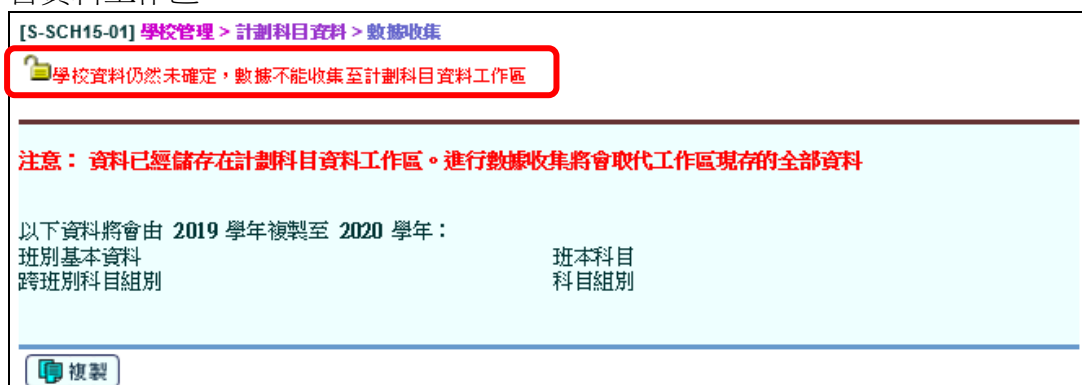 [S-SCH15-01] 學校管理 > 計劃科目資料 > 數據收集
學校資料仍然未確定，數據不能收集至計劃科目資料工作區
注意： 資料已經儲存在計劃科目資料工作區。進行數據收集將會取代工作區現存的全部資料
以下資料將會由 2019 學年複製至 2020 學年：
班別基本資料 班本科目
跨班別科目組別 科目組別
複製